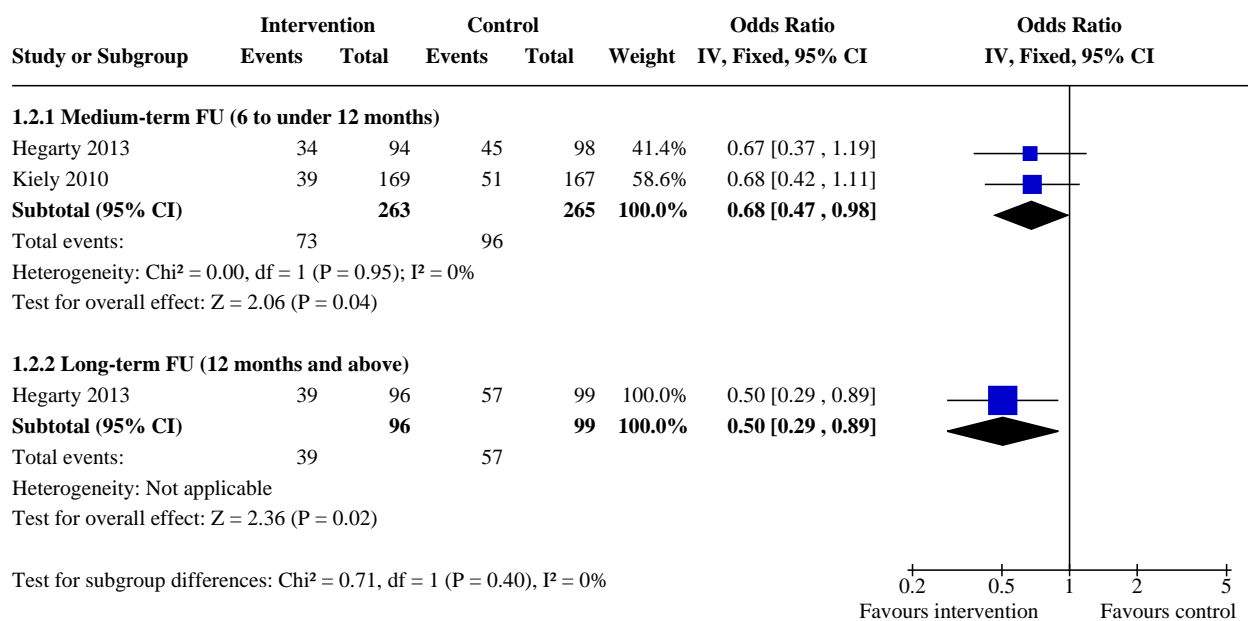 Intervention Control Odds Ratio Odds Ratio
Study or Subgroup Events Total Events Total Weight IV, Fixed, 95% CI IV, Fixed, 95% CI
1.2.1 Medium-term FU (6 to under 12 months)
Hegarty 2013 34 94 45 98 41.4% 0.67 [0.37 , 1.19]
Kiely 2010 39 169 51 167 58.6% 0.68 [0.42 , 1.11]
Subtotal (95% CI) 263 265 100.0% 0.68 [0.47 , 0.98]
Total events: 73 96
Heterogeneity: Chi² = 0.00, df = 1 (P = 0.95); I² = 0%
Test for overall effect: Z = 2.06 (P = 0.04)
1.2.2 Long-term FU (12 months and above)
Hegarty 2013 39 96 57 99 100.0% 0.50 [0.29 , 0.89]
Subtotal (95% CI) 96 99 100.0% 0.50 [0.29 , 0.89]
Total events: 39 57
Heterogeneity: Not applicable
Test for overall effect: Z = 2.36 (P = 0.02)
Test for subgroup differences: Chi² = 0.71, df = 1 (P = 0.40), I² = 0%
0.2 0.5 1 2 5
Favours intervention Favours control